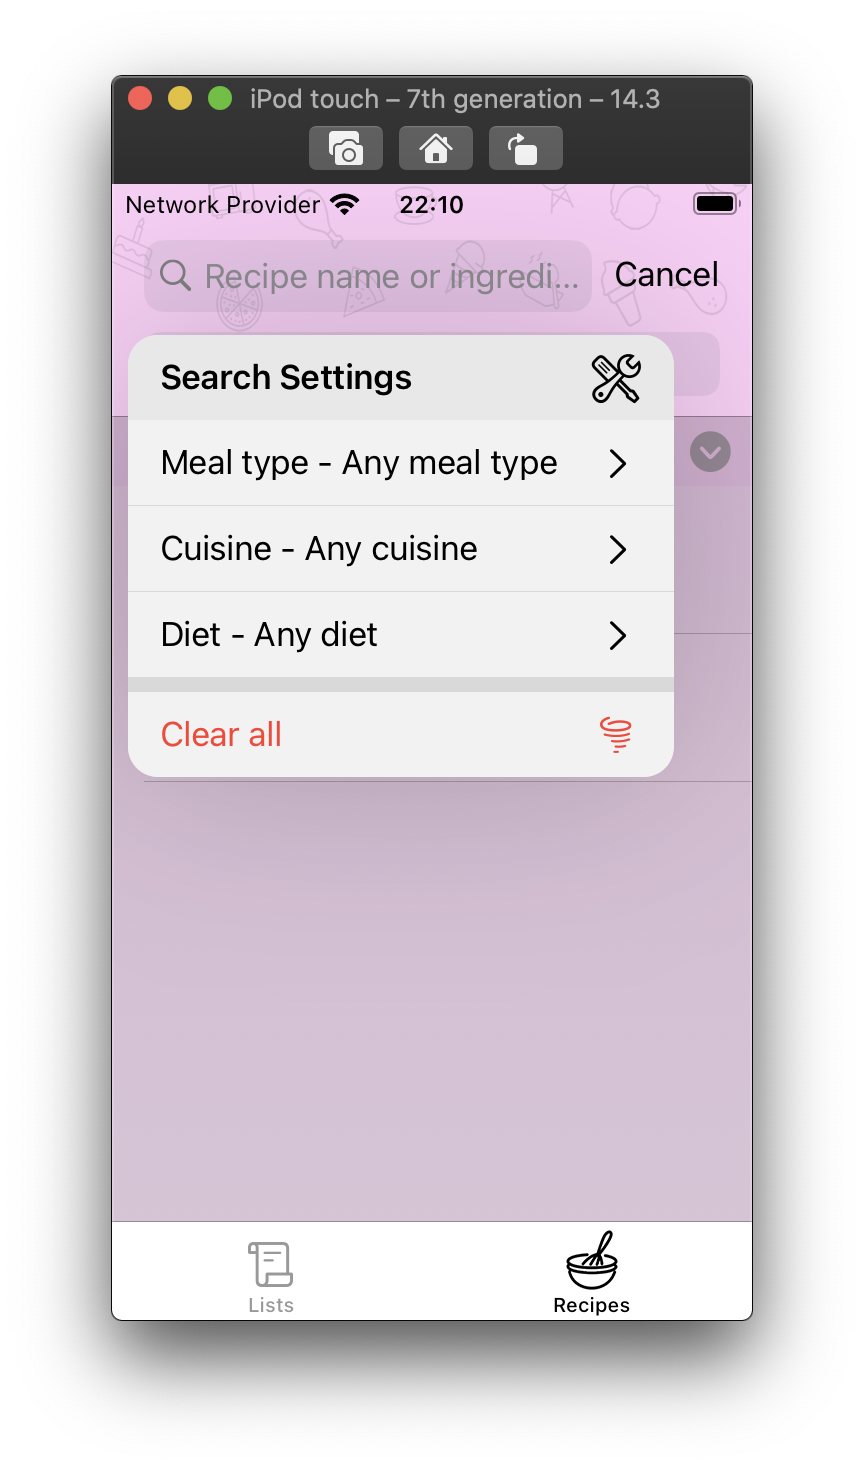 iPod touch – 7th generation – 14.3
Network Provider 22:10
Recipe name or ingredi... Cancel
Search Settings
Meal type - Any meal type
Cuisine - Any cuisine
Diet - Any diet
Clear all
Lists Recipes